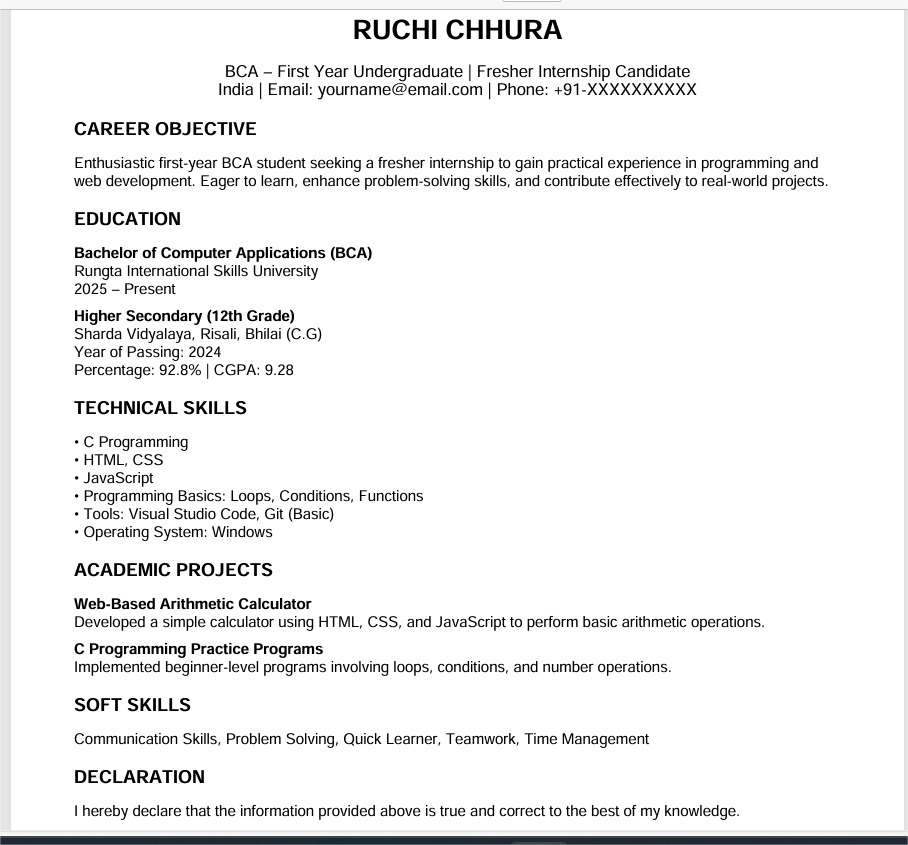 RUCHI CHHURA
BCA – First Year Undergraduate | Fresher Internship Candidate
India | Email: yourname@email.com | Phone: +91-XXXXXXXXXX
CAREER OBJECTIVE
Enthusiastic first-year BCA student seeking a fresher internship to gain practical experience in programming and
web development. Eager to learn, enhance problem-solving skills, and contribute effectively to real-world projects.
EDUCATION
Bachelor of Computer Applications (BCA)
Rungta International Skills University
2025 – Present
Higher Secondary (12th Grade)
Sharda Vidyalaya, Risali, Bhilai (C.G)
Year of Passing: 2024
Percentage: 92.8% | CGPA: 9.28
TECHNICAL SKILLS
• C Programming
• HTML, CSS
• JavaScript
• Programming Basics: Loops, Conditions, Functions
• Tools: Visual Studio Code, Git (Basic)
• Operating System: Windows
ACADEMIC PROJECTS
Web-Based Arithmetic Calculator
Developed a simple calculator using HTML, CSS, and JavaScript to perform basic arithmetic operations.
C Programming Practice Programs
Implemented beginner-level programs involving loops, conditions, and number operations.
SOFT SKILLS
Communication Skills, Problem Solving, Quick Learner, Teamwork, Time Management
DECLARATION
I hereby declare that the information provided above is true and correct to the best of my knowledge.